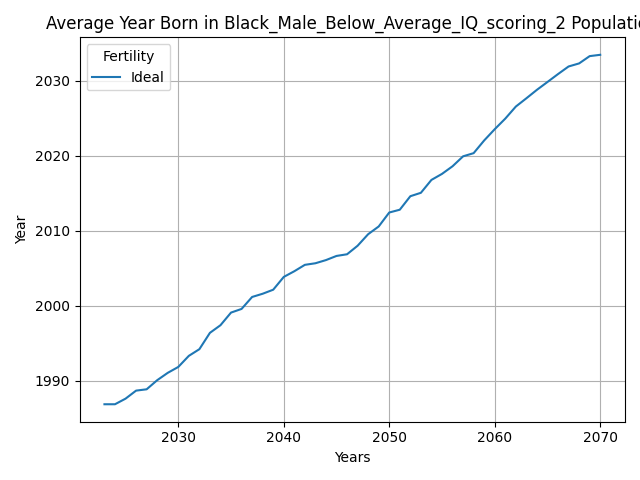 Average Year Born in Black_Male_Below_Average_IQ_scoring_2 Populatio
Fertility
Ideal
2030
2020
2010
2000
1990
Year
2030 2040 2050 2060 2070
Years